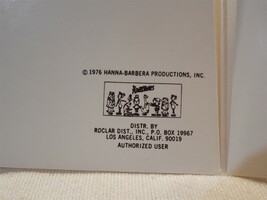 © 1976 HANNA-BARBERA PRODUCTIONS, INC.
DISTR. BY
ROCLAR DIST., INC., P.O. BOX 19967
LOS ANGELES, CALIF. 90019
AUTHORIZED USER